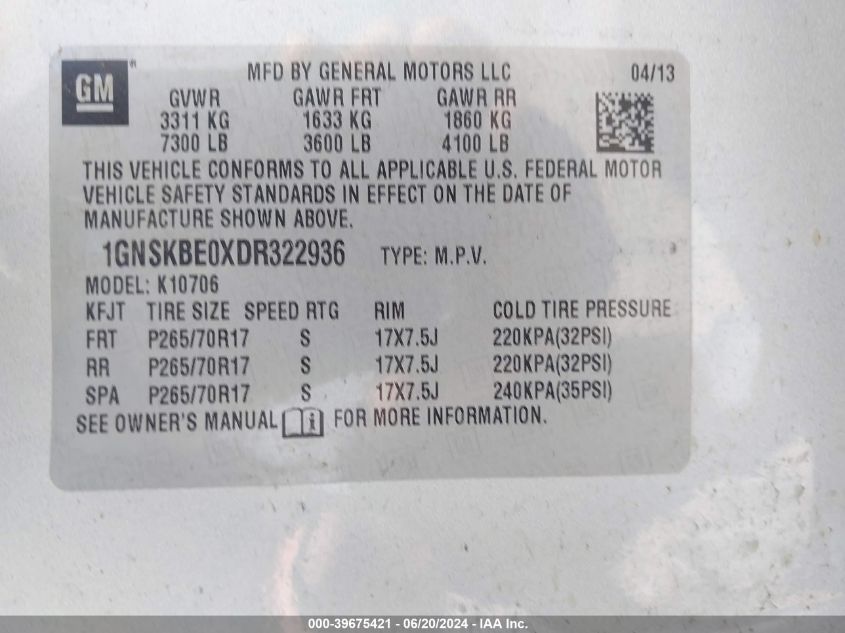 GM
MFD BY GENERAL MOTORS LLC 04/13
GVWR GAWR FRT GAWR RR
3311 KG 1633 KG 1860 KG
7300 LB 3600 LB 4100 LB
THIS VEHICLE CONFORMS TO ALL APPLICABLE U.S. FEDERAL MOTOR
VEHICLE SAFETY STANDARDS IN EFFECT ON THE DATE OF
MANUFACTURE SHOWN ABOVE.
1GNSKBE0XDR322936 TYPE: M.P.V.
MODEL: K10706
KFJT TIRE SIZE SPEED RTG RIM COLD TIRE PRESSURE
FRT P265/70R17 S 17X7.5J 220KPA(32PSI)
RR P265/70R17 S 17X7.5J 220KPA(32PSI)
SPA P265/70R17 S 17X7.5J 240KPA(35PSI)
SEE OWNER'S MANUAL i FOR MORE INFORMATION.
000-39675421 - 06/20/2024 - IAA Inc.